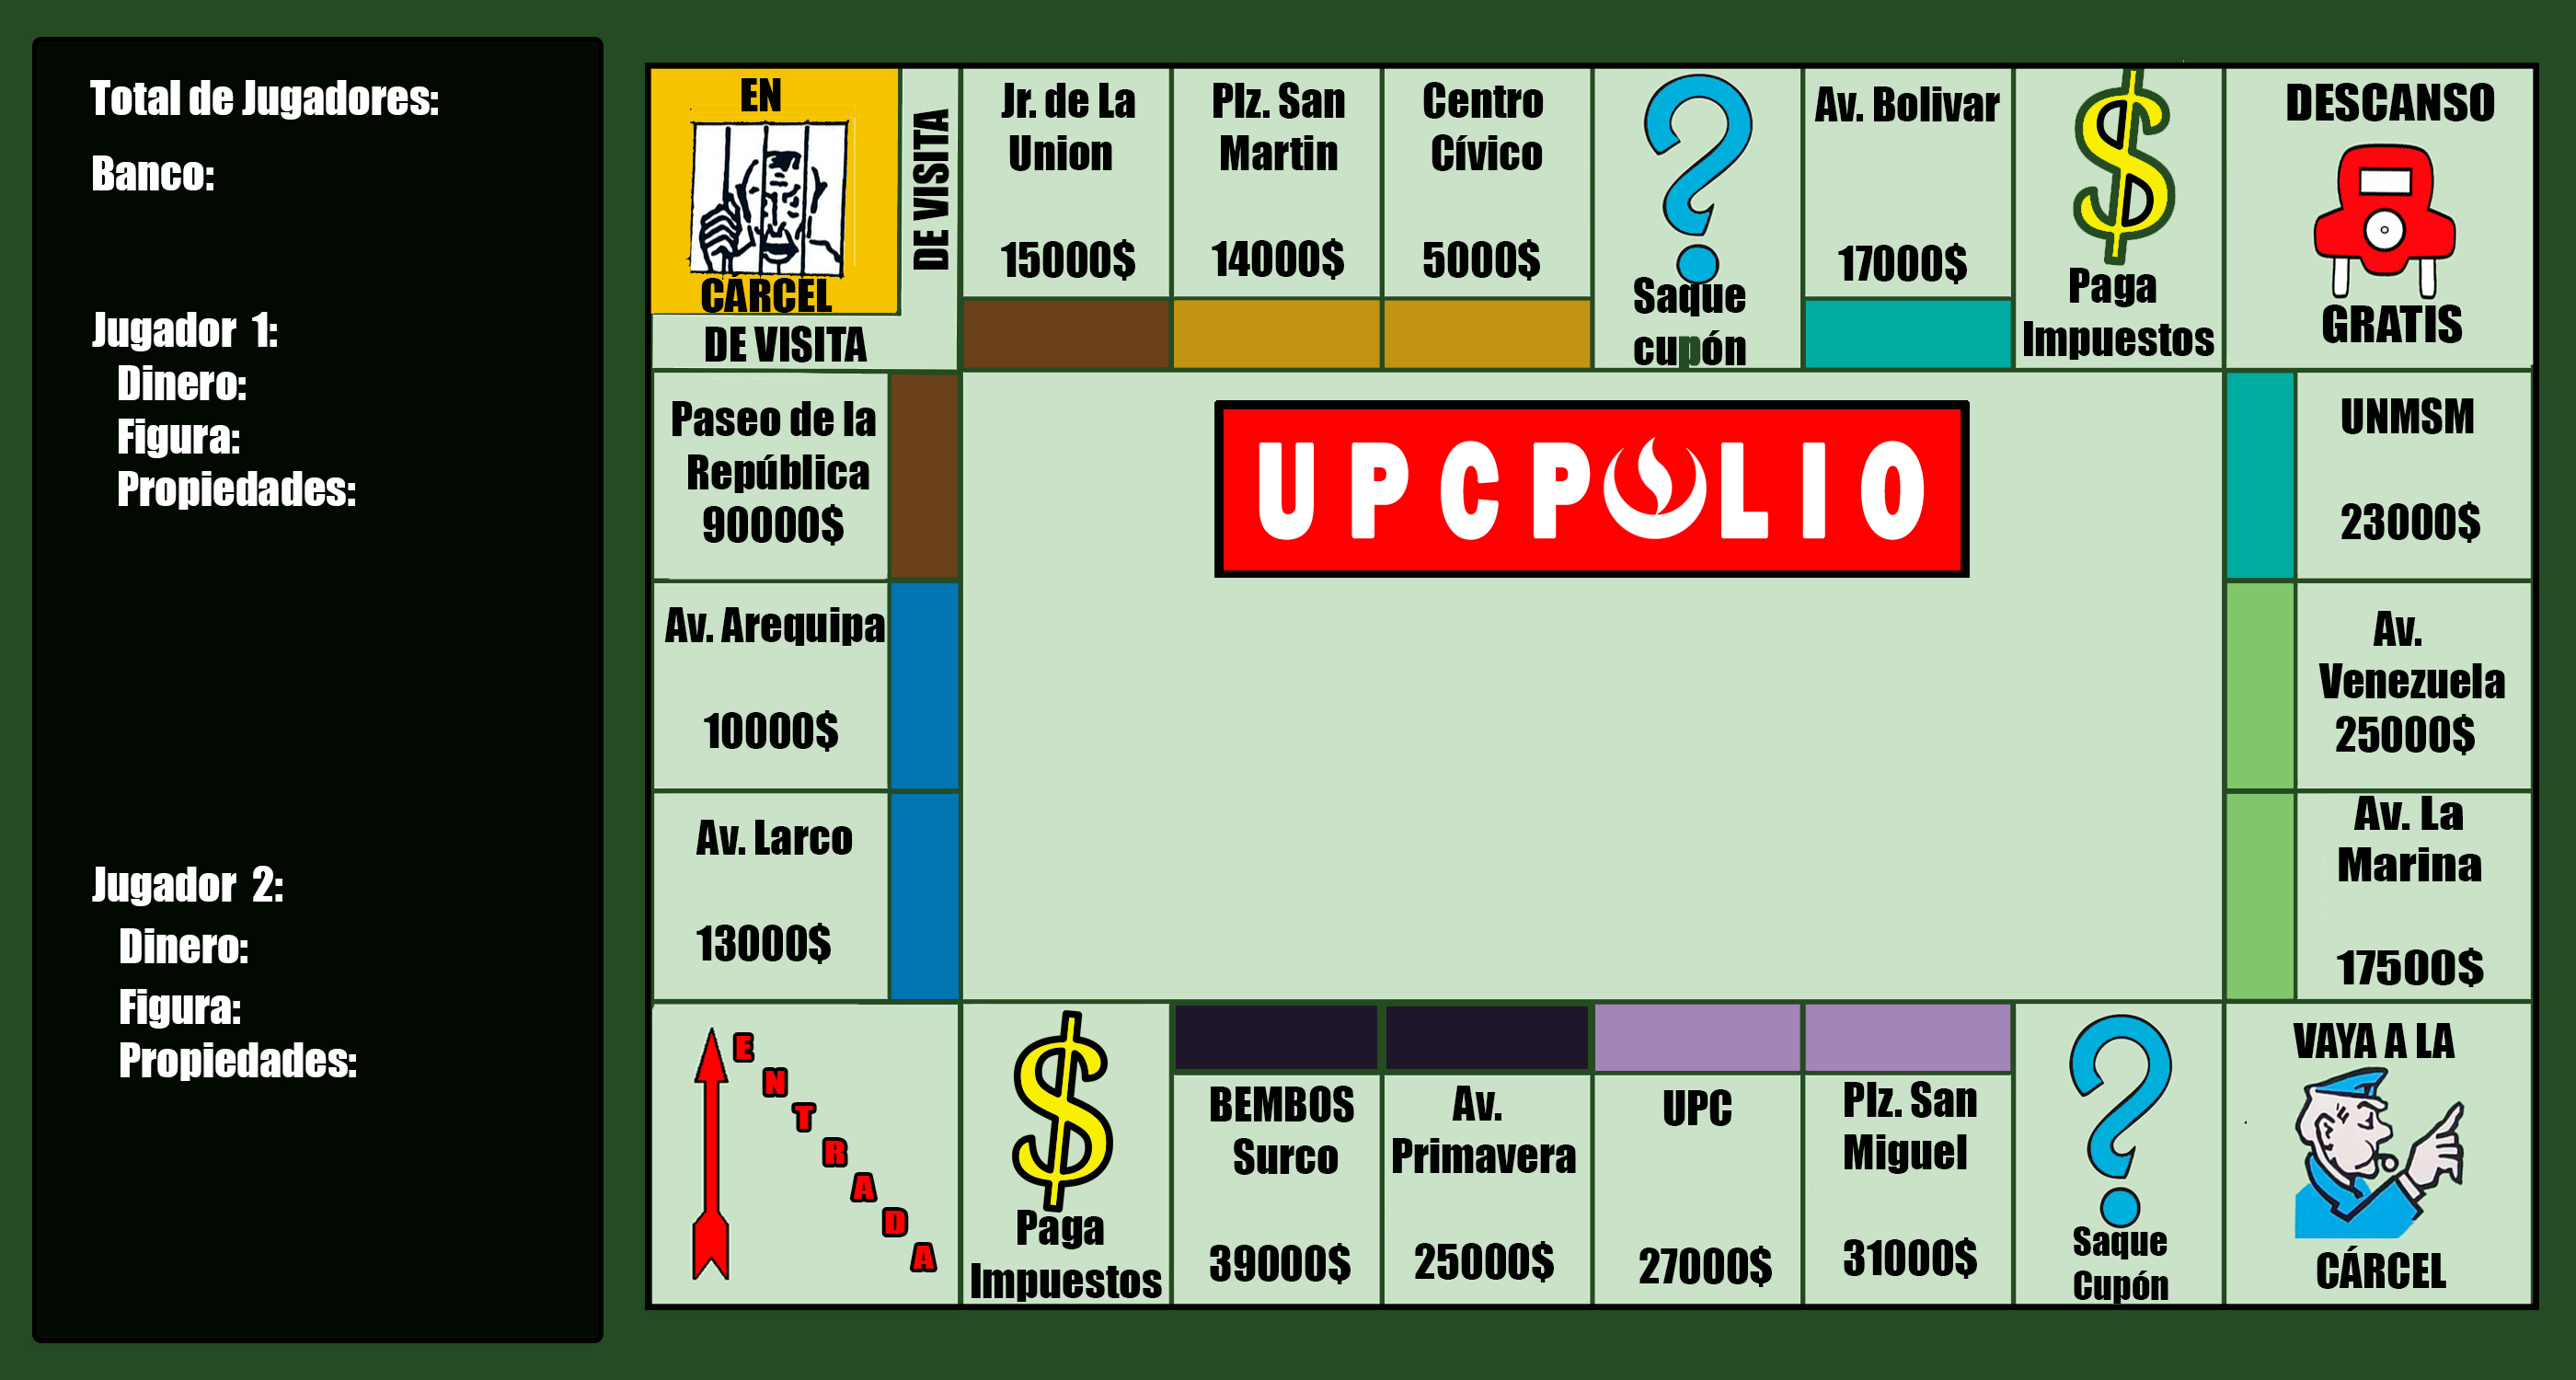 Total de Jugadores:
Banco:
Jugador 1:
Dinero:
Figura:
Propiedades:
Jugador 2:
Dinero:
Figura:
Propiedades:
EN
CÁRCEL
DE VISITA
DE VISITA
Jr. de La
Union
15000$
Plz. San
Martin
14000$
Centro
Cívico
5000$
?
Saque
cupón
Av. Bolivar
17000$
$
Paga
Impuestos
DESCANSO
GRATIS
Paseo de la
República
90000$
UPCPOLIO
UNMSM
23000$
Av. Arequipa
10000$
Av.
Venezuela
25000$
Av. Larco
13000$
Av. La
Marina
17500$
ENTRADA
$
Paga
Impuestos
BEMBOS
Surco
39000$
Av.
Primavera
25000$
UPC
27000$
Plz. San
Miguel
31000$
?
Saque
Cupón
VAYA A LA
CÁRCEL